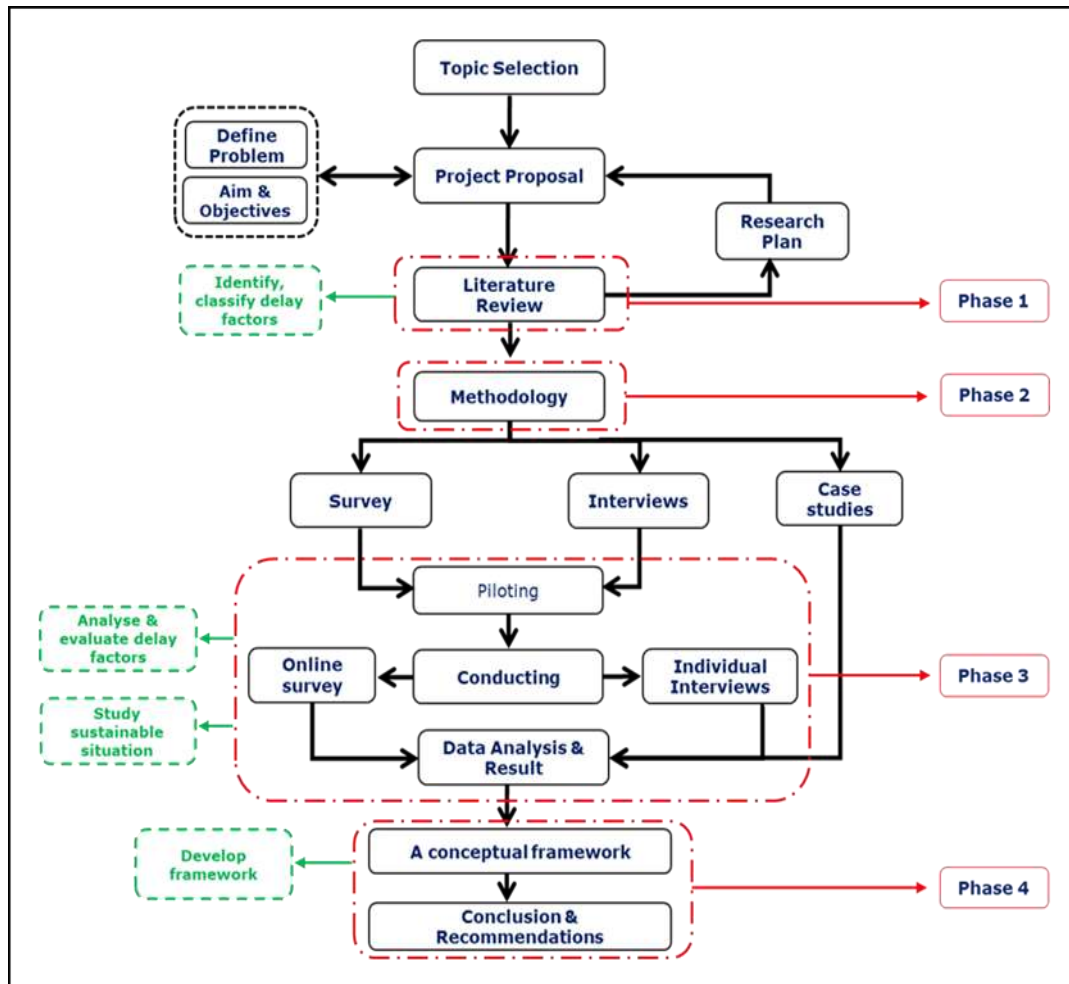 Topic Selection
Define
Problem
Aim &
Objectives
Project Proposal
Research
Plan
Identify,
classify delay
factors
Literature
Review
Phase 1
Methodology
Phase 2
Survey
Interviews
Case
studies
Piloting
Analyse &
evaluate delay
factors
Online
survey
Conducting
Individual
Interviews
Phase 3
Study
sustainable
situation
Data Analysis &
Result
Develop
framework
A conceptual framework
Phase 4
Conclusion &
Recommendations